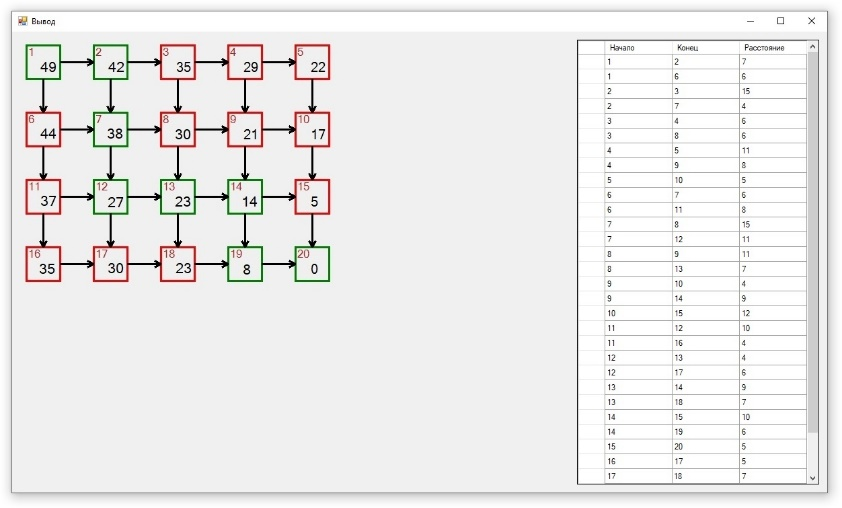 Вывод
1 2 3 4 5
49 42 35 29 22
6 7 8 9 10
44 38 30 21 17
11 12 13 14 15
37 27 23 14 5
16 17 18 19 20
35 30 23 8 0
Начало Конец Расстояние
1 2 7
1 6 6
2 3 15
2 7 4
3 4 6
3 8 6
4 5 11
4 9 8
5 10 5
6 7 6
6 11 8
7 8 15
7 12 11
8 9 11
8 13 7
9 10 4
9 14 9
10 15 12
11 12 10
11 16 4
12 13 4
12 17 6
13 14 9
13 18 7
14 15 10
14 19 6
15 20 5
16 17 5
17 18 7